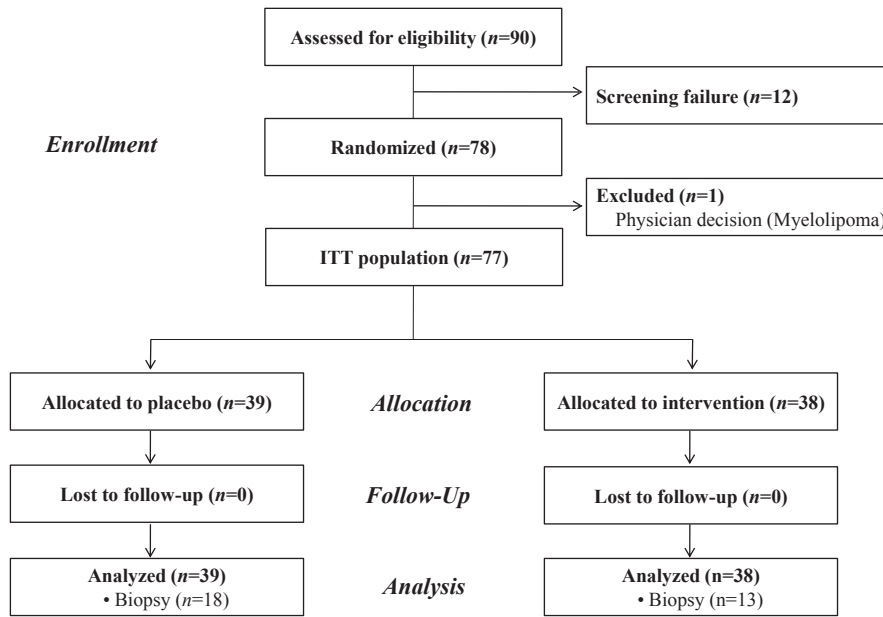 Assessed for eligibility (n=90)
Screening failure (n=12)
Enrollment
Randomized (n=78)
Excluded (n=1)
Physician decision (Myelolipoma)
ITT population (n=77)
Allocated to placebo (n=39)
Allocation
Allocated to intervention (n=38)
Lost to follow-up (n=0)
Follow-Up
Lost to follow-up (n=0)
Analyzed (n=39)
• Biopsy (n=18)
Analysis
Analyzed (n=38)
• Biopsy (n=13)